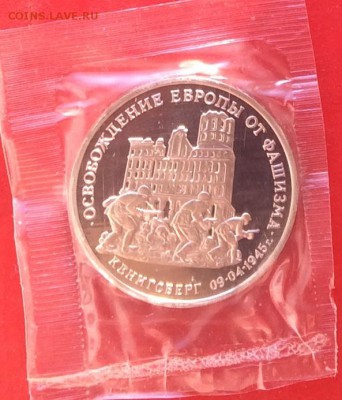 COINS.LAVE.RU
ОСВОБОЖДЕНИЕ ЕВРОПЫ ОТ ФАШИЗМА
КЕНИГСБЕРГ 09·04·1945г.